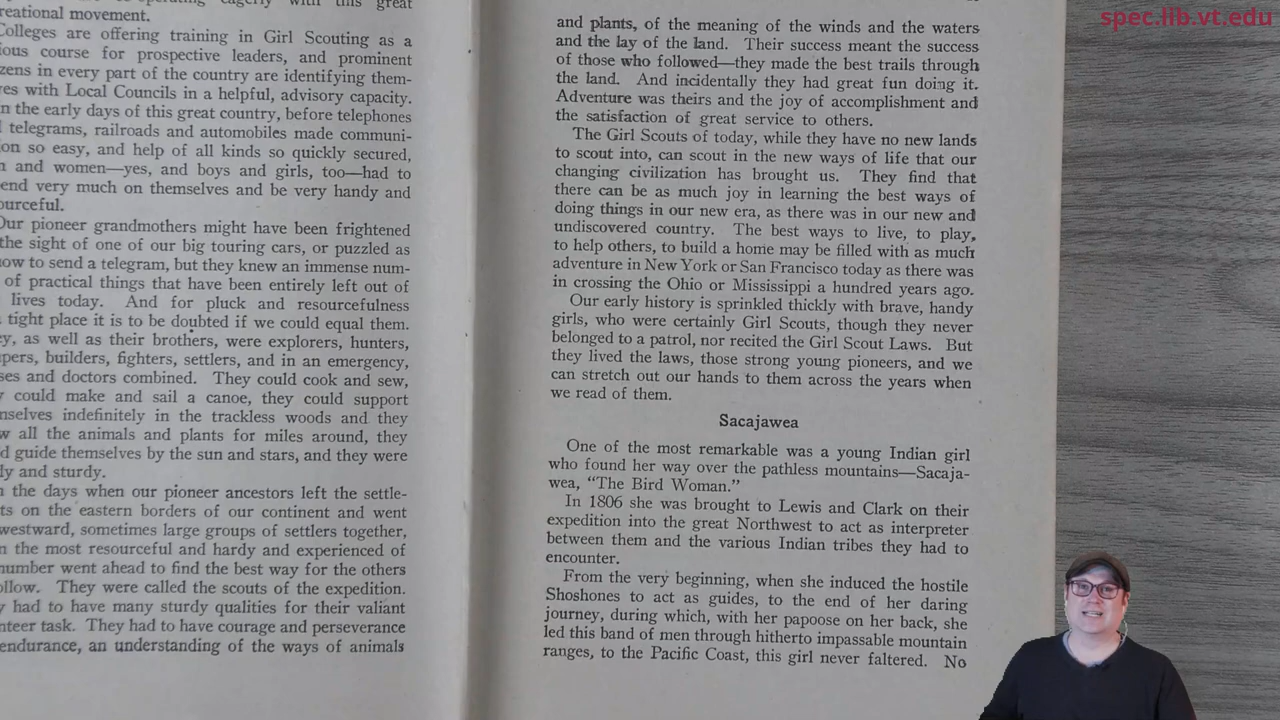 this great
reational movement.
Colleges are offering training in Girl Scouting as a
course for prospective leaders, and prominent
in every part of the country are identifying them-
with Local Councils in a helpful, advisory capacity.
n the early days of this great country, before telephones
telegrams, railroads and automobiles made communi-
on so easy, and help of all kinds so quickly secured,
and women—yes, and boys and girls, too—had to
end very much on themselves and be very handy and
ourceful.
Our pioneer grandmothers might have been frightened
the sight of one of our big touring cars, or puzzled as
how to send a telegram, but they knew an immense num-
of practical things that have been entirely left out of
lives today. And for pluck and resourcefulness
tight place it is to be doubted if we could equal them.
ey, as well as their brothers, were explorers, hunters,
pers, builders, fighters, settlers, and in an emergency,
ses and doctors combined. They could cook and sew,
could make and sail a canoe, they could support
mselves indefinitely in the trackless woods and they
w all the animals and plants for miles around, they
d guide themselves by the sun and stars, and they were
dy and sturdy.
n the days when our pioneer ancestors left the settle-
ts on the eastern borders of our continent and went
westward, sometimes large groups of settlers together,
n the most resourceful and hardy and experienced of
number went ahead to find the best way for the others
ollow. They were called the scouts of the expedition.
y had to have many sturdy qualities for their valiant
nteer task. They had to have courage and perseverance
endurance, an understanding of the ways of animals
and plants, of the meaning of the winds and the waters
and the lay of the land. Their success meant the success
of those who followed—they made the best trails through
the land. And incidentally they had great fun doing it.
Adventure was theirs and the joy of accomplishment and
the satisfaction of great service to others.
The Girl Scouts of today, while they have no new lands
to scout into, can scout in the new ways of life that our
changing civilization has brought us. They find that
there can be as much joy in learning the best ways of
doing things in our new era, as there was in our new and
undiscovered country. The best ways to live, to play,
to help others, to build a home may be filled with as much
adventure in New York or San Francisco today as there was
in crossing the Ohio or Mississippi a hundred years ago.
Our early history is sprinkled thickly with brave, handy
girls, who were certainly Girl Scouts, though they never
belonged to a patrol, nor recited the Girl Scout Laws. But
they lived the laws, those strong young pioneers, and we
can stretch out our hands to them across the years when
we read of them.
Sacajawea
One of the most remarkable was a young Indian girl
who found her way over the pathless mountains—Sacaja-
wea, “The Bird Woman.”
In 1806 she was brought to Lewis and Clark on their
expedition into the great Northwest to act as interpreter
between them and the various Indian tribes they had to
encounter.
From the very beginning, when she induced the hostile
Shoshones to act as guides, to the end of her daring
journey, during which, with her papoose on her back, she
led this band of men through hitherto impassable mountain
ranges, to the Pacific Coast, this girl never faltered. No
spec.lib.vt.edu